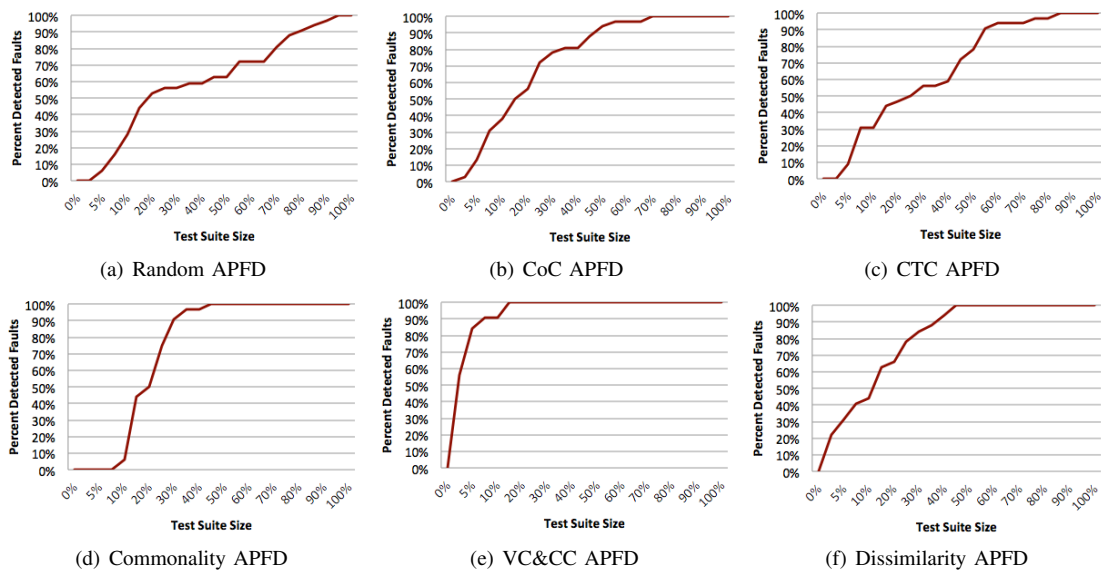 100%
90%
80%
70%
60%
50%
40%
30%
20%
10%
0%
Percent Detected Faults
0% 5% 10% 20% 30% 40% 50% 60% 70% 80% 90% 100%
Test Suite Size
(a) Random APFD
100%
90%
80%
70%
60%
50%
40%
30%
20%
10%
0%
Percent Detected Faults
0% 5% 10% 20% 30% 40% 50% 60% 70% 80% 90% 100%
Test Suite Size
(b) CoC APFD
100%
90%
80%
70%
60%
50%
40%
30%
20%
10%
0%
Percent Detected Faults
0% 5% 10% 20% 30% 40% 50% 60% 70% 80% 90% 100%
Test Suite Size
(c) CTC APFD
100%
90%
80%
70%
60%
50%
40%
30%
20%
10%
0%
Percent Detected Faults
0% 5% 10% 20% 30% 40% 50% 60% 70% 80% 90% 100%
Test Suite Size
(d) Commonality APFD
100%
90%
80%
70%
60%
50%
40%
30%
20%
10%
0%
Percent Detected Faults
0% 5% 10% 20% 30% 40% 50% 60% 70% 80% 90% 100%
Test Suite Size
(e) VC&CC APFD
100%
90%
80%
70%
60%
50%
40%
30%
20%
10%
0%
Percent Detected Faults
0% 5% 10% 20% 30% 40% 50% 60% 70% 80% 90% 100%
Test Suite Size
(f) Dissimilarity APFD